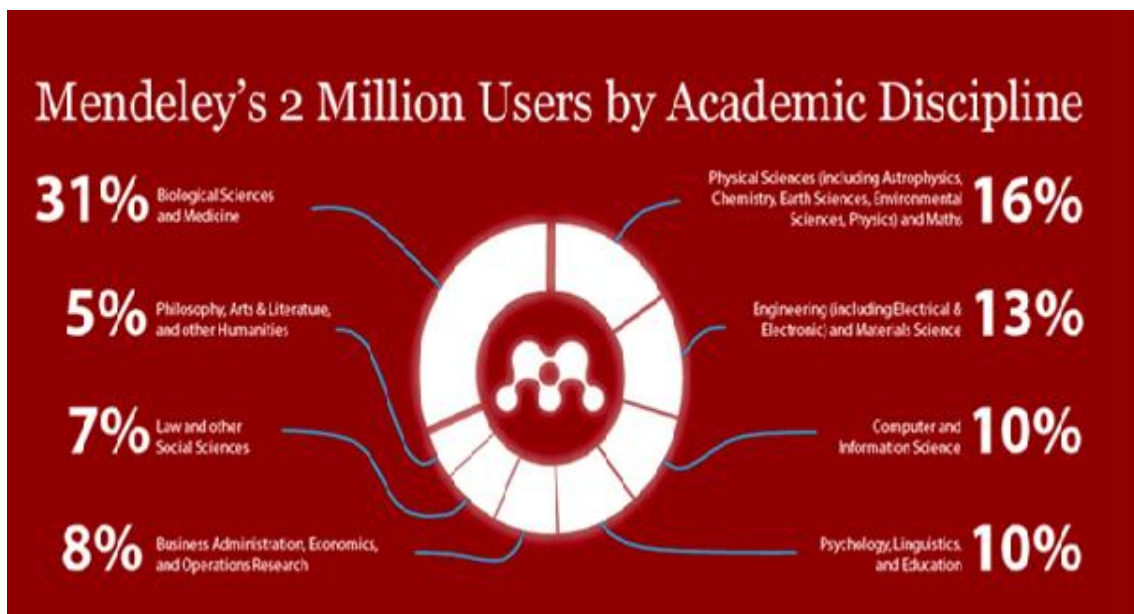 Mendeley's 2 Million Users by Academic Discipline
31% Biological Sciences
and Medicine
5% Philosophy, Arts & Literature,
and other Humanities
7% Law and other
Social Sciences
8% Business Administration, Economics,
and Operations Research
Physical Sciences (including Astrophysics,
Chemistry, Earth Sciences, Environmental
Sciences, Physics) and Maths 16%
Engineering (including Electrical &
Electronic) and Materials Science 13%
Computer and
Information Science 10%
Psychology, Linguistics,
and Education 10%